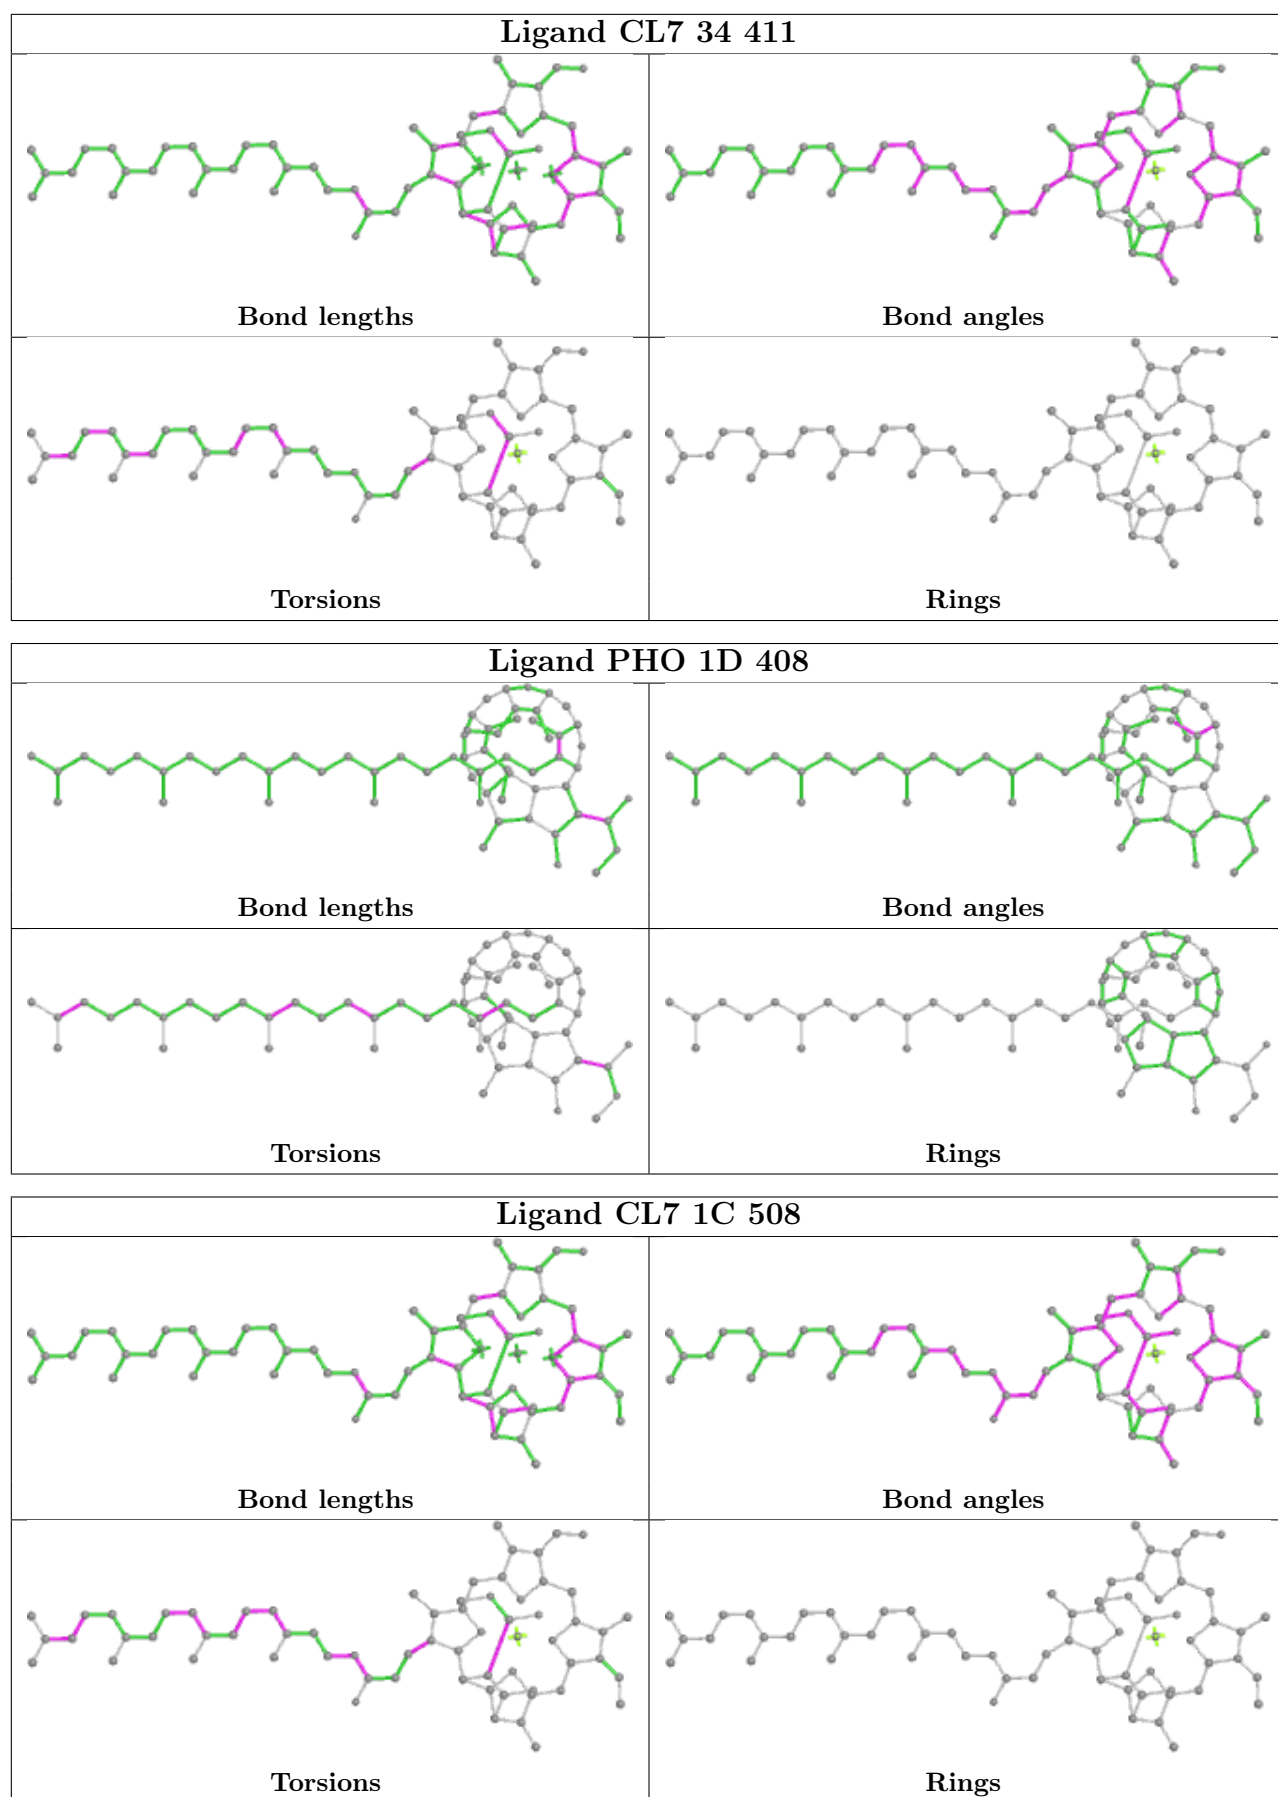 Ligand CL7 34 411
Bond lengths
Bond angles
Torsions
Rings
Ligand PHO 1D 408
Bond lengths
Bond angles
Torsions
Rings
Ligand CL7 1C 508
Bond lengths
Bond angles
Torsions
Rings